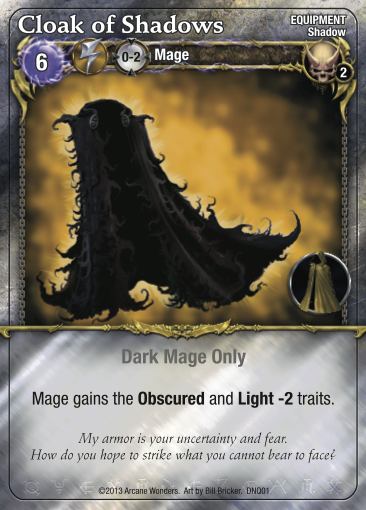 Cloak of Shadows
EQUIPMENT
Shadow
6
0-2
Mage
2
Dark Mage Only
Mage gains the Obscured and Light -2 traits.
My armor is your uncertainty and fear.
How do you hope to strike what you cannot bear to face?
©2013 Arcane Wonders. Art by Bill Bricker. DNQ01